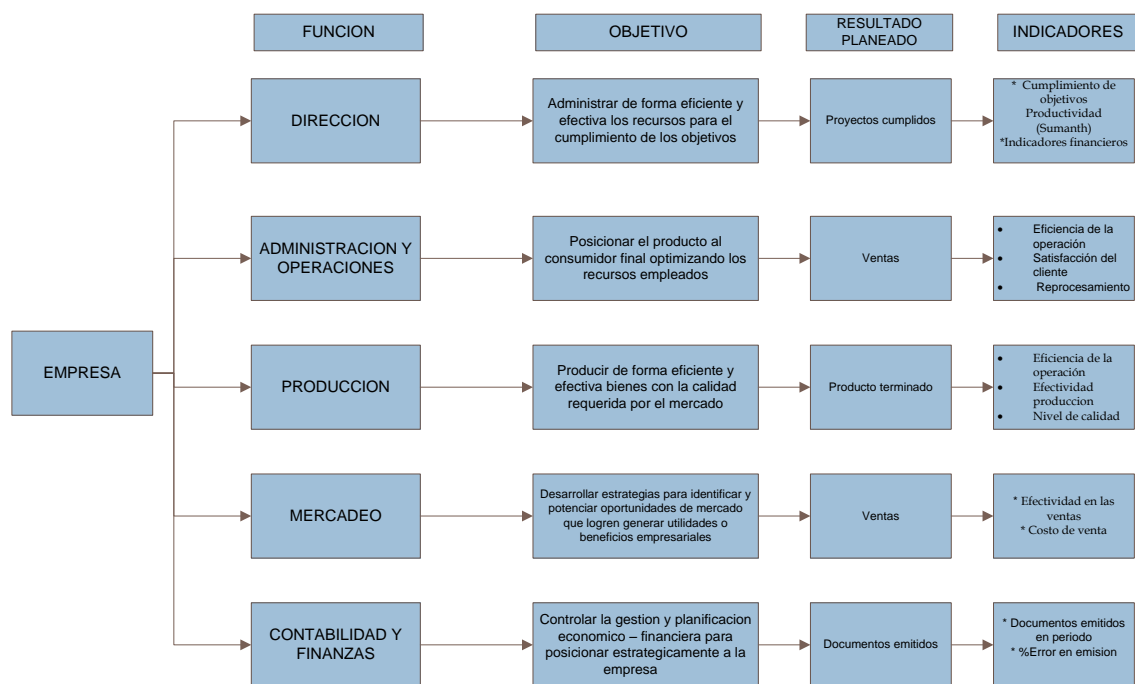 FUNCION
OBJETIVO
RESULTADO
PLANEADO
INDICADORES
DIRECCION
Administrar de forma eficiente y
efectiva los recursos para el
cumplimiento de los objetivos
Proyectos cumplidos
* Cumplimiento de
objetivos
Productividad
(Sumanth)
*Indicadores financieros
ADMINISTRACION Y
OPERACIONES
Posicionar el producto al
consumidor final optimizando los
recursos empleados
Ventas
• Eficiencia de la
operación
• Satisfacción del
cliente
• Reprocesamiento
EMPRESA
PRODUCCION
Producir de forma eficiente y
efectiva bienes con la calidad
requerida por el mercado
Producto terminado
• Eficiencia de la
operación
• Efectividad
produccion
• Nivel de calidad
MERCADEO
Desarrollar estrategias para identificar y
potenciar oportunidades de mercado
que logren generar utilidades o
beneficios empresariales
Ventas
* Efectividad en las
ventas
* Costo de venta
CONTABILIDAD Y
FINANZAS
Controlar la gestion y planificacion
economico – financiera para
posicionar estrategicamente a la
empresa
Documentos emitidos
* Documentos emitidos
en periodo
* %Error en emision